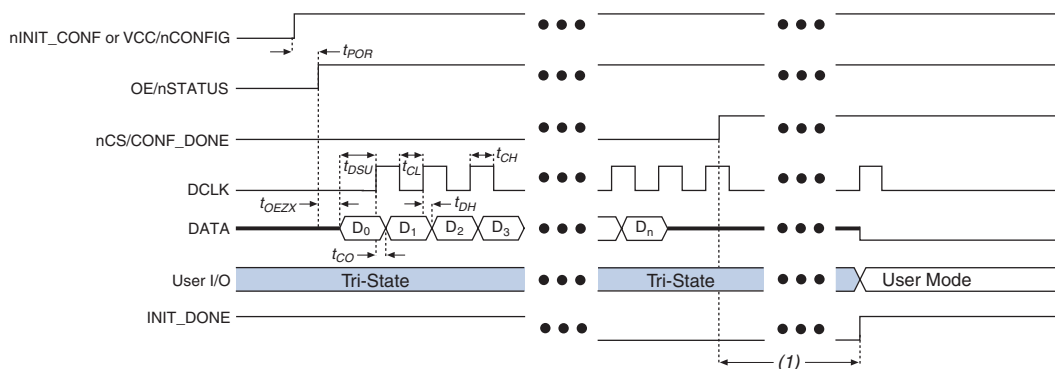 nINIT_CONF or VCC/nCONFIG
tPOR
OE/nSTATUS
nCS/CONF_DONE
tDSU
tCL
tCH
DCLK
tOEZX
tDH
DATA
D0
D1
D2
D3
Dn
tCO
User I/O
Tri-State
Tri-State
User Mode
INIT_DONE
(1)